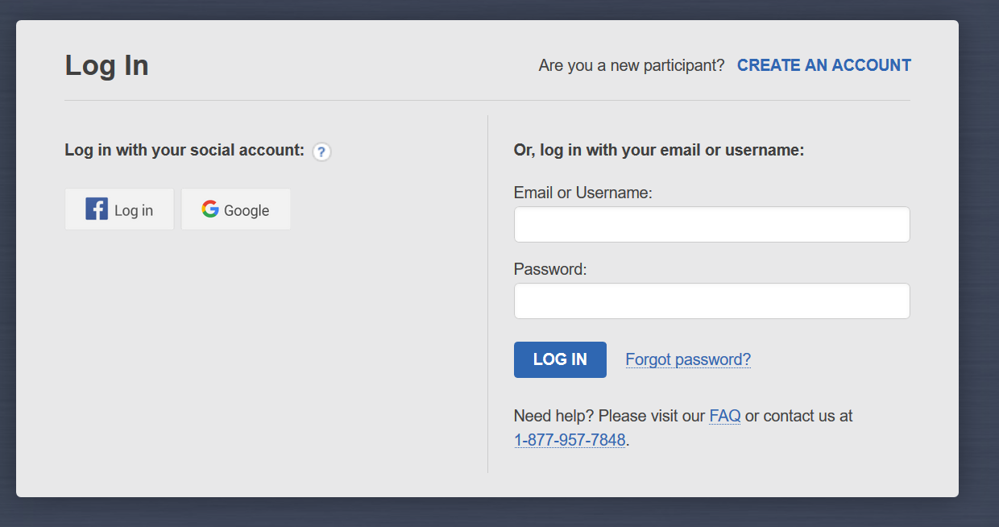 Log In
Are you a new participant? CREATE AN ACCOUNT
Log in with your social account: ?
Log in
Google
Or, log in with your email or username:
Email or Username:
Password:
LOG IN
Forgot password?
Need help? Please visit our FAQ or contact us at
1-877-957-7848.